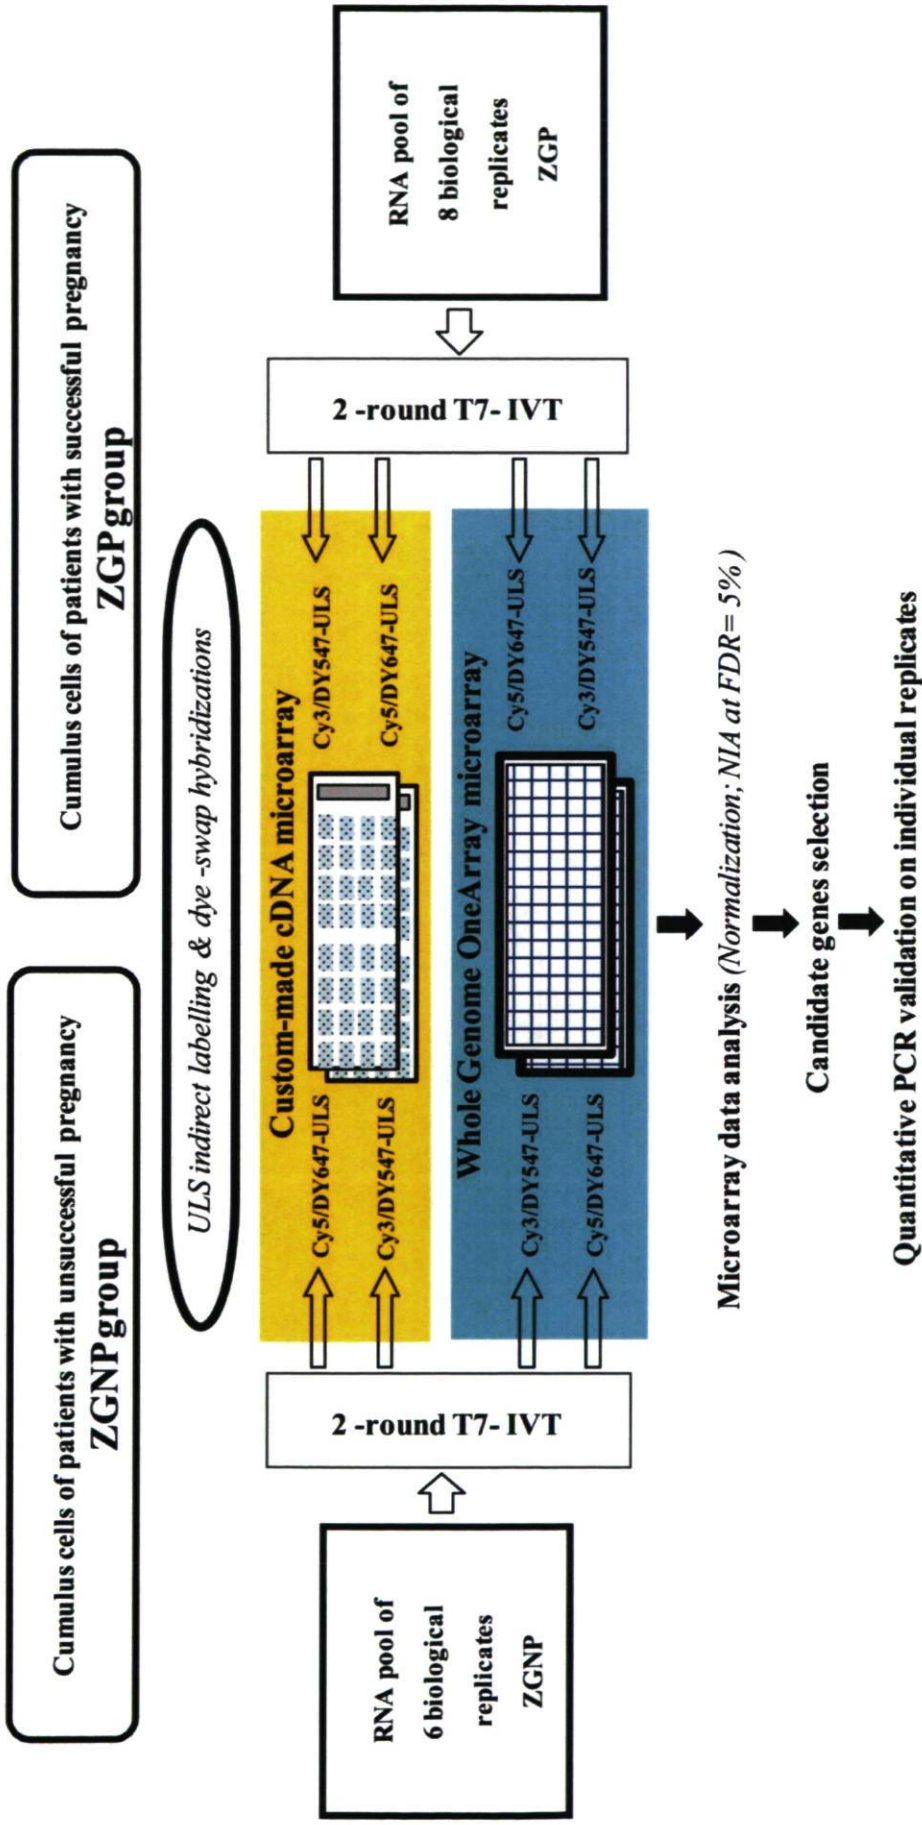 Cumulus cells of patients with unsuccessful pregnancy
ZGNPgroup
Cumulus cells of patients with successful pregnancy
ZGPgroup
ULS indirect labelling & dye -swap hybridizations
RNA pool of
6 biological
replicates
ZGNP
2 -round T7- IVT
Custom-made cDNA microarray
Cy5/DY647-ULS
Cy3/DY547-ULS
Cy3/DY547-ULS
Cy5/DY647-ULS
Whole Genome OneArray microarray
Cy3/DY547-ULS
Cy5/DY647-ULS
Cy5/DY647-ULS
Cy3/DY547-ULS
2 -round T7- IVT
RNA pool of
8 biological
replicates
ZGP
Microarray data analysis (Normalization; NIA at FDR= 5% )
Candidate genes selection
Quantitative PCR validation on individual replicates